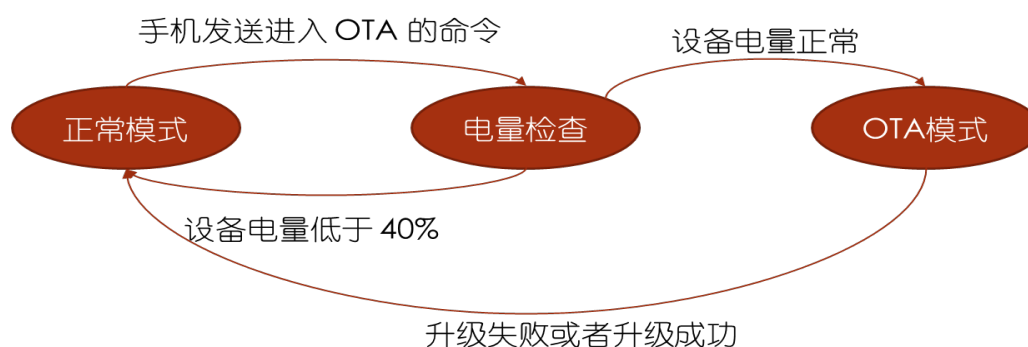 手机发送进入 OTA 的命令
设备电量正常
正常模式
电量检查
OTA模式
设备电量低于 40%
升级失败或者升级成功